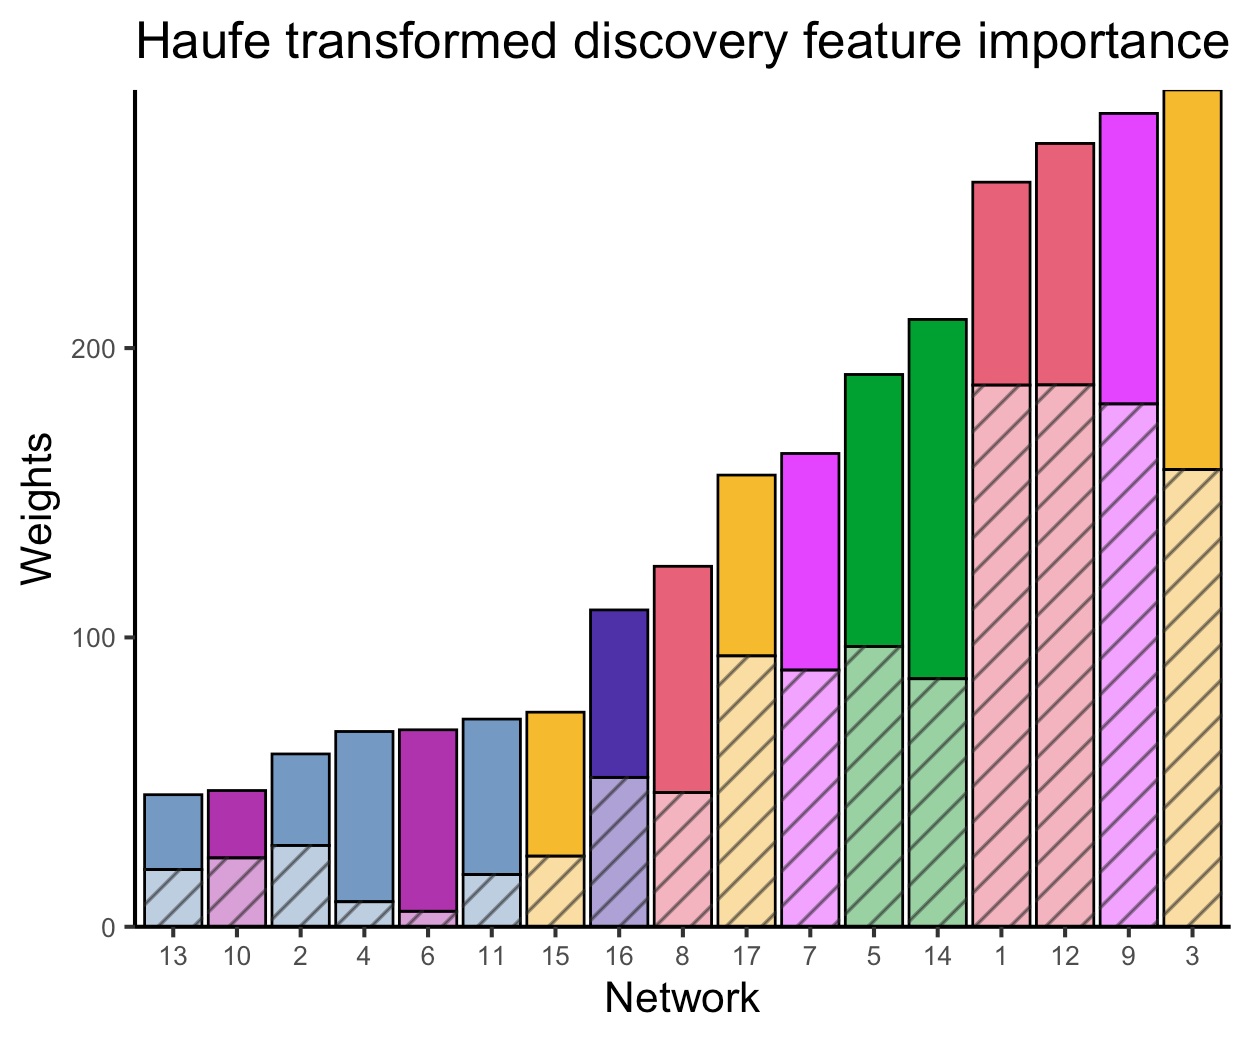 Haufe transformed discovery feature importance
Weights
200
100
0
13 10 2 4 6 11 15 16 8 17 7 5 14 1 12 9 3
Network